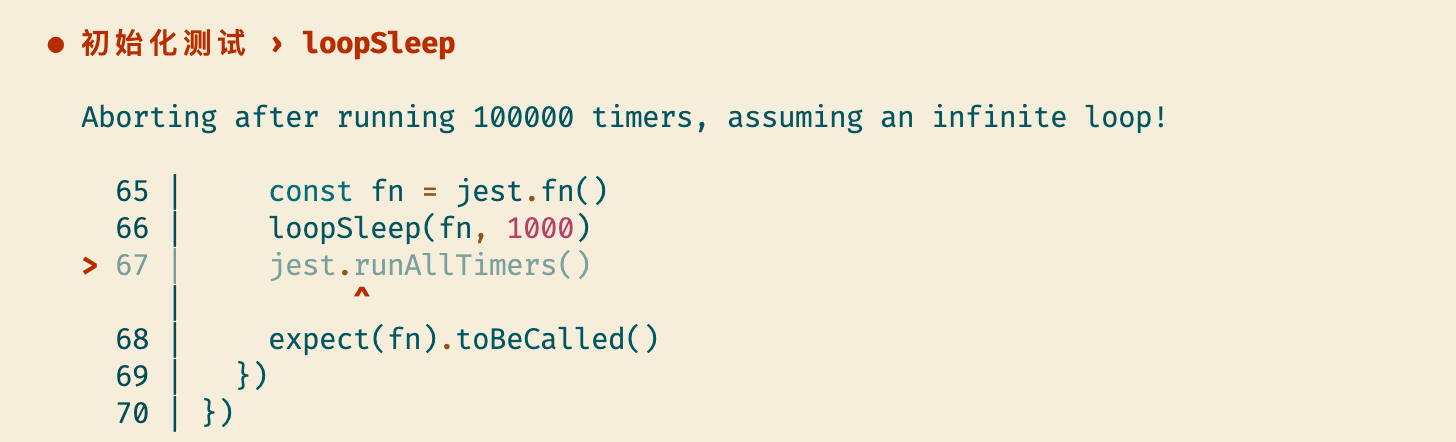 ● 初始化测试 › loopSleep
Aborting after running 100000 timers, assuming an infinite loop!
65 |     const fn = jest.fn()
66 |     loopSleep(fn, 1000)
> 67 |     jest.runAllTimers()
|          ^
68 |     expect(fn).toBeCalled()
69 |   })
70 | })